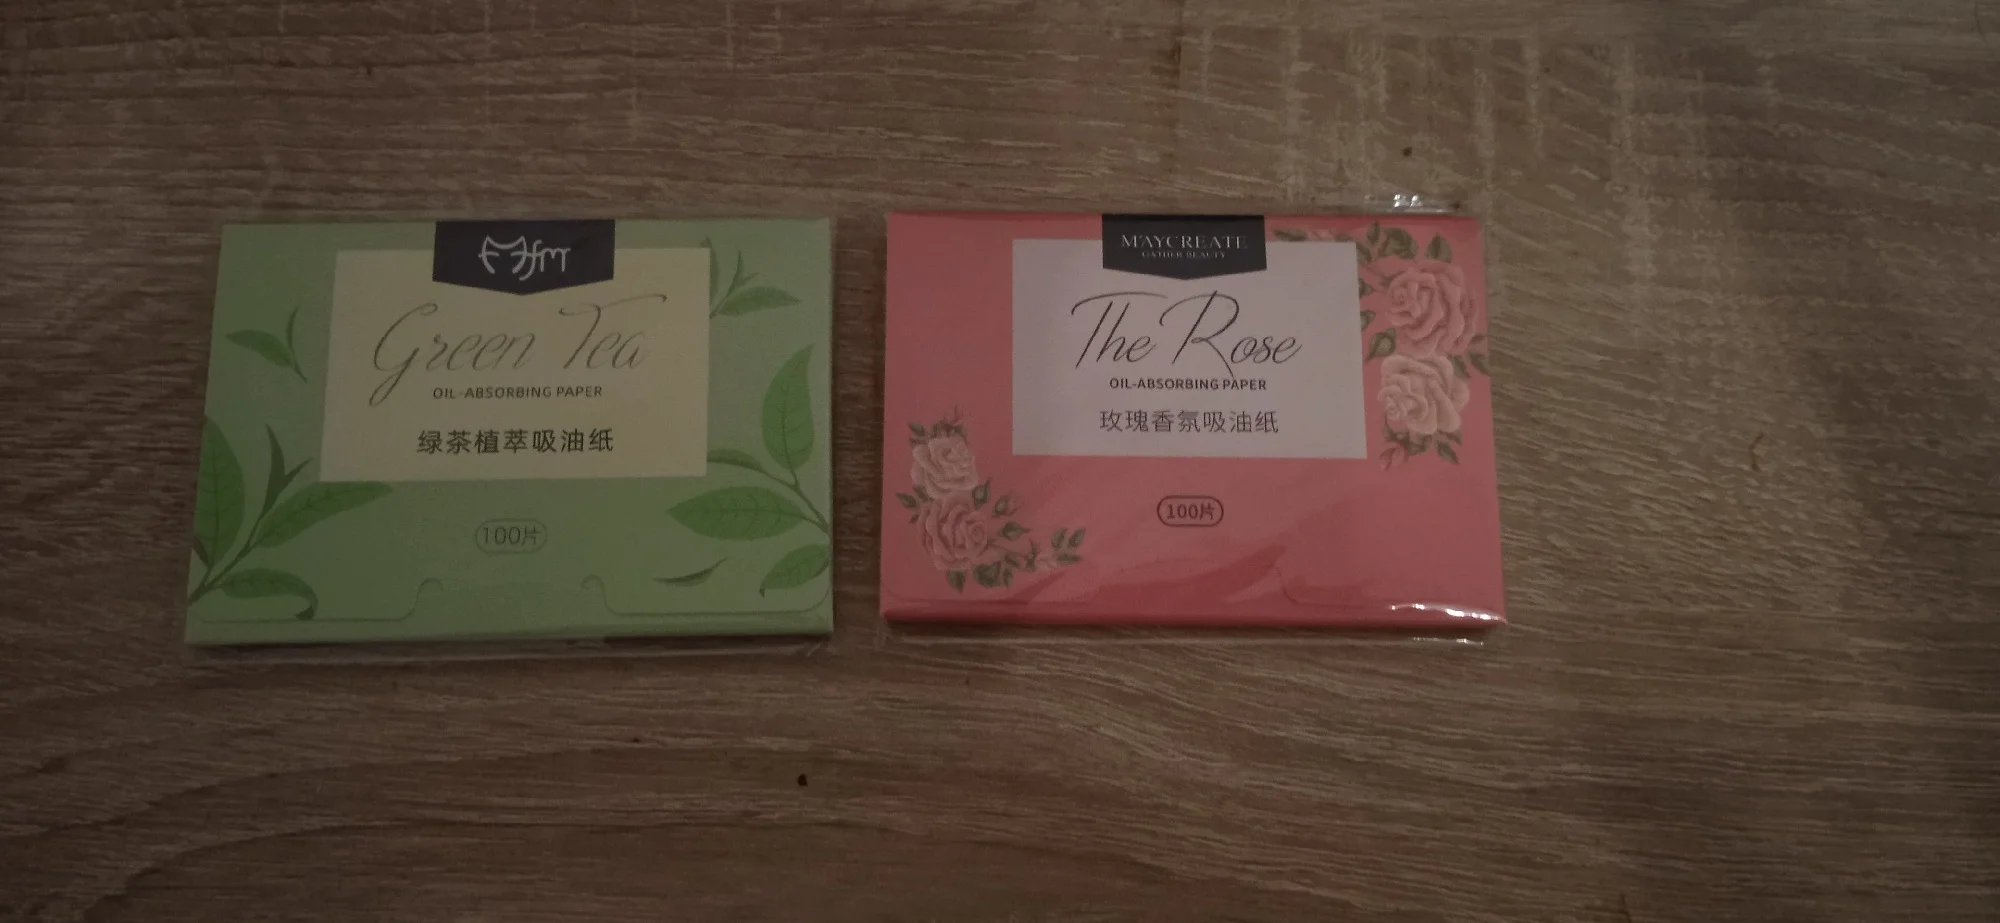 Green Tea
OIL-ABSORBING PAPER
绿茶植萃吸油纸
100片
MAYCREATE
GATHER BEAUTY
The Rose
OIL-ABSORBING PAPER
玫瑰香氛吸油纸
100片